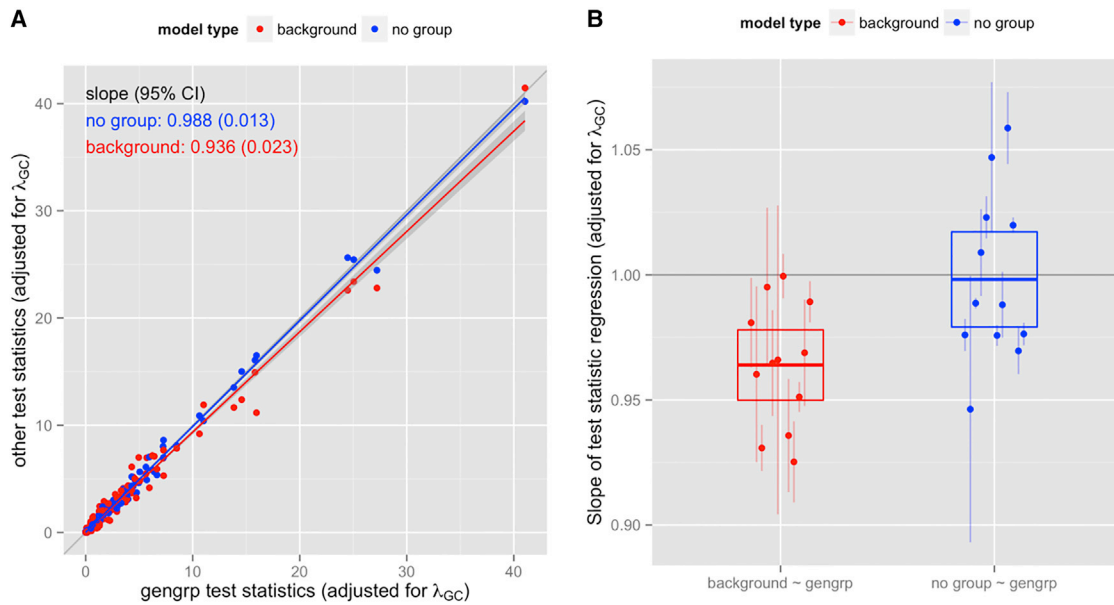 A
model type background no group
slope (95% CI)
no group: 0.988 (0.013)
background: 0.936 (0.023)
other test statistics (adjusted for λGC)
40
30
20
10
0
0 10 20 30 40
gengrp test statistics (adjusted for λGC)
B
model type background no group
Slope of test statistic regression (adjusted for λGC)
1.05
1.00
0.95
0.90
background ~ gengrp no group ~ gengrp